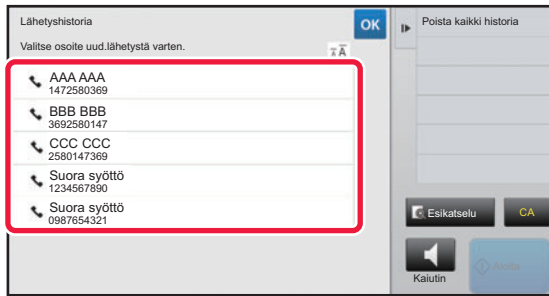 Lähetyshistoria
OK
Poista kaikki historia
Valitse osoite uud.lähetystä varten.
AAA AAA
1472580369
BBB BBB
3692580147
CCC CCC
2580147369
Suora syöttö
1234567890
Suora syöttö
0987654321
Esikatselu
CA
Kaiutin
Aloita